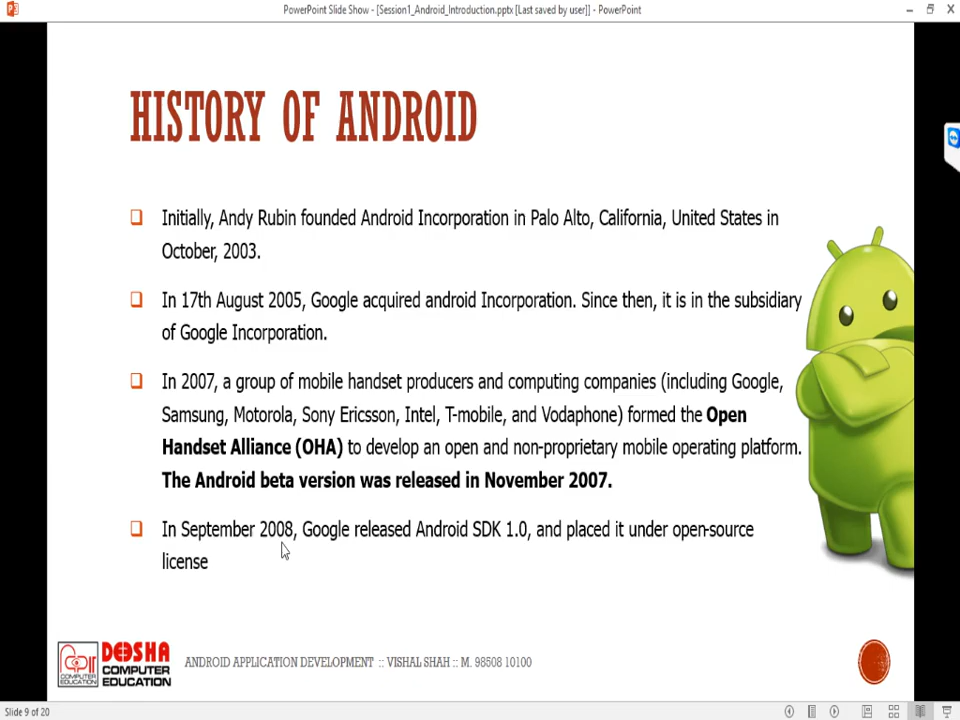 PowerPoint Slide Show - [Session1_Android_Introduction.pptx [Last saved by user]] - PowerPoint
HISTORY OF ANDROID
Initially, Andy Rubin founded Android Incorporation in Palo Alto, California, United States in
October, 2003.
In 17th August 2005, Google acquired android Incorporation. Since then, it is in the subsidiary
of Google Incorporation.
In 2007, a group of mobile handset producers and computing companies (including Google,
Samsung, Motorola, Sony Ericsson, Intel, T-mobile, and Vodaphone) formed the Open
Handset Alliance (OHA) to develop an open and non-proprietary mobile operating platform.
The Android beta version was released in November 2007.
In September 2008, Google released Android SDK 1.0, and placed it under open-source
license
COMPUTER
EDUCATION
DEESHA
COMPUTER
EDUCATION
ANDROID APPLICATION DEVELOPMENT :: VISHAL SHAH :: M. 98508 10100
Slide 9 of 20